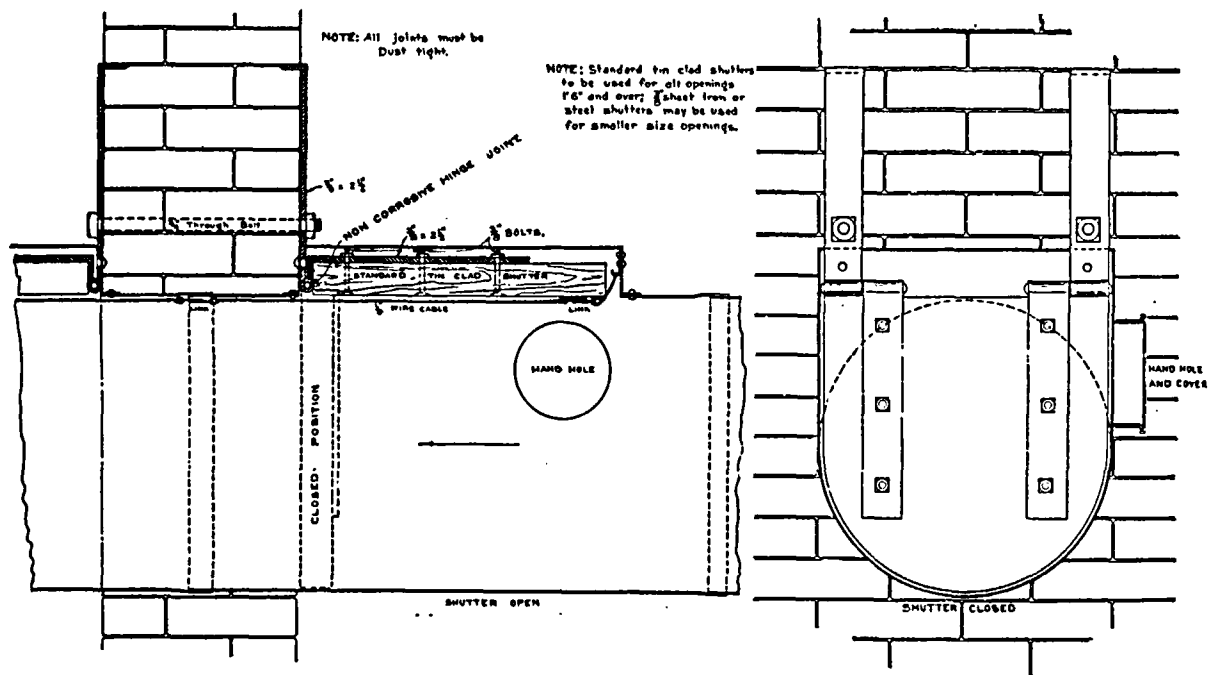 NOTE: All joints must be
Dust tight.
NOTE: Standard tin clad shutters
to be used for all openings
1'6" and over; sheet iron or
steel shutters may be used
for smaller size openings.
NON CORROSIVE HINGE JOINT
Through Bolt
BOLTS.
STANDARD TIN CLAD SHUTTER
WIRE CABLE
LINK
LINK
HAND HOLE
CLOSED POSITION
SHUTTER OPEN
HAND HOLE
AND COVER
SHUTTER CLOSED